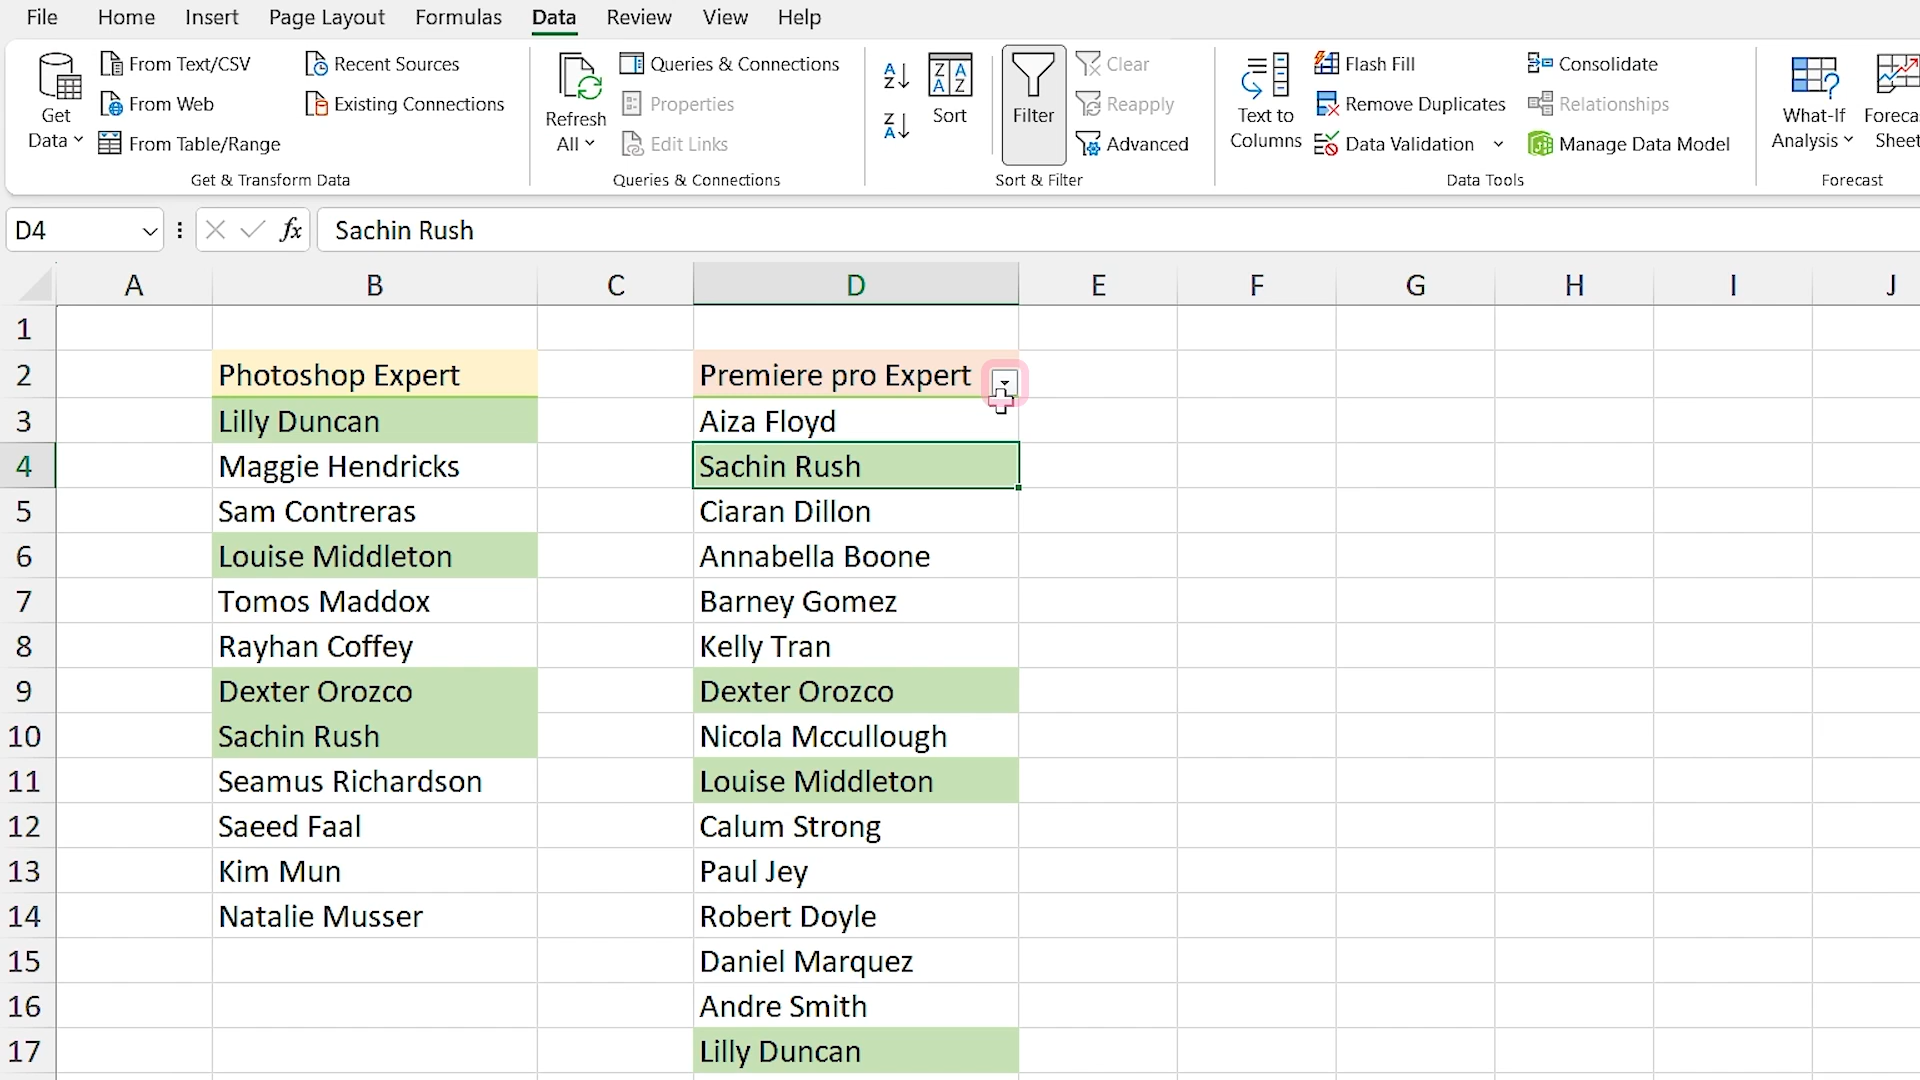 File Home Insert Page Layout Formulas Data Review View Help
Get Data
From Text/CSV
From Web
From Table/Range
Recent Sources
Existing Connections
Get & Transform Data
Refresh All
Queries & Connections
Properties
Edit Links
Queries & Connections
Sort
Filter
Clear
Reapply
Advanced
Sort & Filter
Text to Columns
Flash Fill
Remove Duplicates
Data Validation
Consolidate
Relationships
Manage Data Model
Data Tools
What-If Analysis
Foreca
Sheet
Forecast
D4 fx Sachin Rush
A B C D E F G H I J
1
2 Photoshop Expert Premiere pro Expert
3 Lilly Duncan Aiza Floyd
4 Maggie Hendricks Sachin Rush
5 Sam Contreras Ciaran Dillon
6 Louise Middleton Annabella Boone
7 Tomos Maddox Barney Gomez
8 Rayhan Coffey Kelly Tran
9 Dexter Orozco Dexter Orozco
10 Sachin Rush Nicola Mccullough
11 Seamus Richardson Louise Middleton
12 Saeed Faal Calum Strong
13 Kim Mun Paul Jey
14 Natalie Musser Robert Doyle
15 Daniel Marquez
16 Andre Smith
17 Lilly Duncan